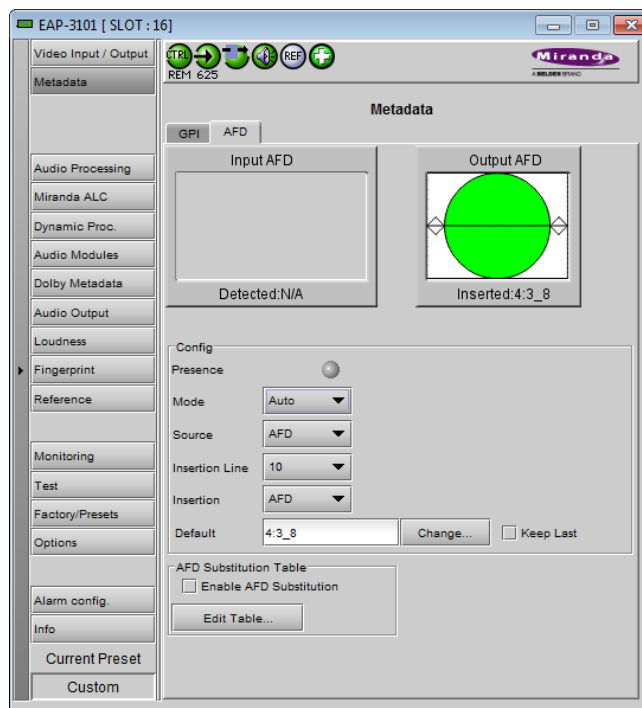 EAP-3101 [ SLOT : 16]
Video Input / Output
Metadata
Audio Processing
Miranda ALC
Dynamic Proc.
Audio Modules
Dolby Metadata
Audio Output
Loudness
Fingerprint
Reference
Monitoring
Test
Factory/Presets
Options
Alarm config.
Info
Current Preset
Custom
CTRL
REF
REM 625
Miranda
A BELDEN BRAND
Metadata
GPI
AFD
Input AFD
Detected:N/A
Output AFD
Inserted:4:3_8
Config
Presence
Mode
Auto
Source
AFD
Insertion Line
10
Insertion
AFD
Default
4:3_8
Change...
Keep Last
AFD Substitution Table
Enable AFD Substitution
Edit Table...